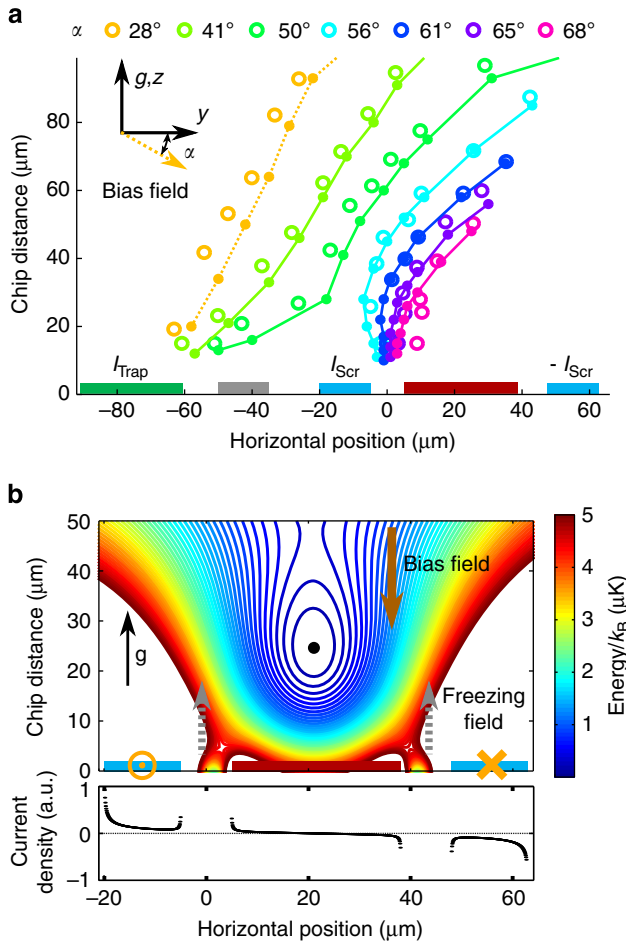 a
α 28° 41° 50° 56° 61° 65° 68°
g,z
y
α
Bias field
Chip distance (μm)
80
60
40
20
0
I_Trap I_Scr - I_Scr
−80 −60 −40 −20 0 20 40 60
Horizontal position (μm)
b
Chip distance (μm)
50
40
30
20
10
0
g
Bias field
Freezing
field
5
4
3
2
1
Energy/k_B (μK)
Current
density (a.u.)
1
0
−1
−20 0 20 40 60
Horizontal position (μm)